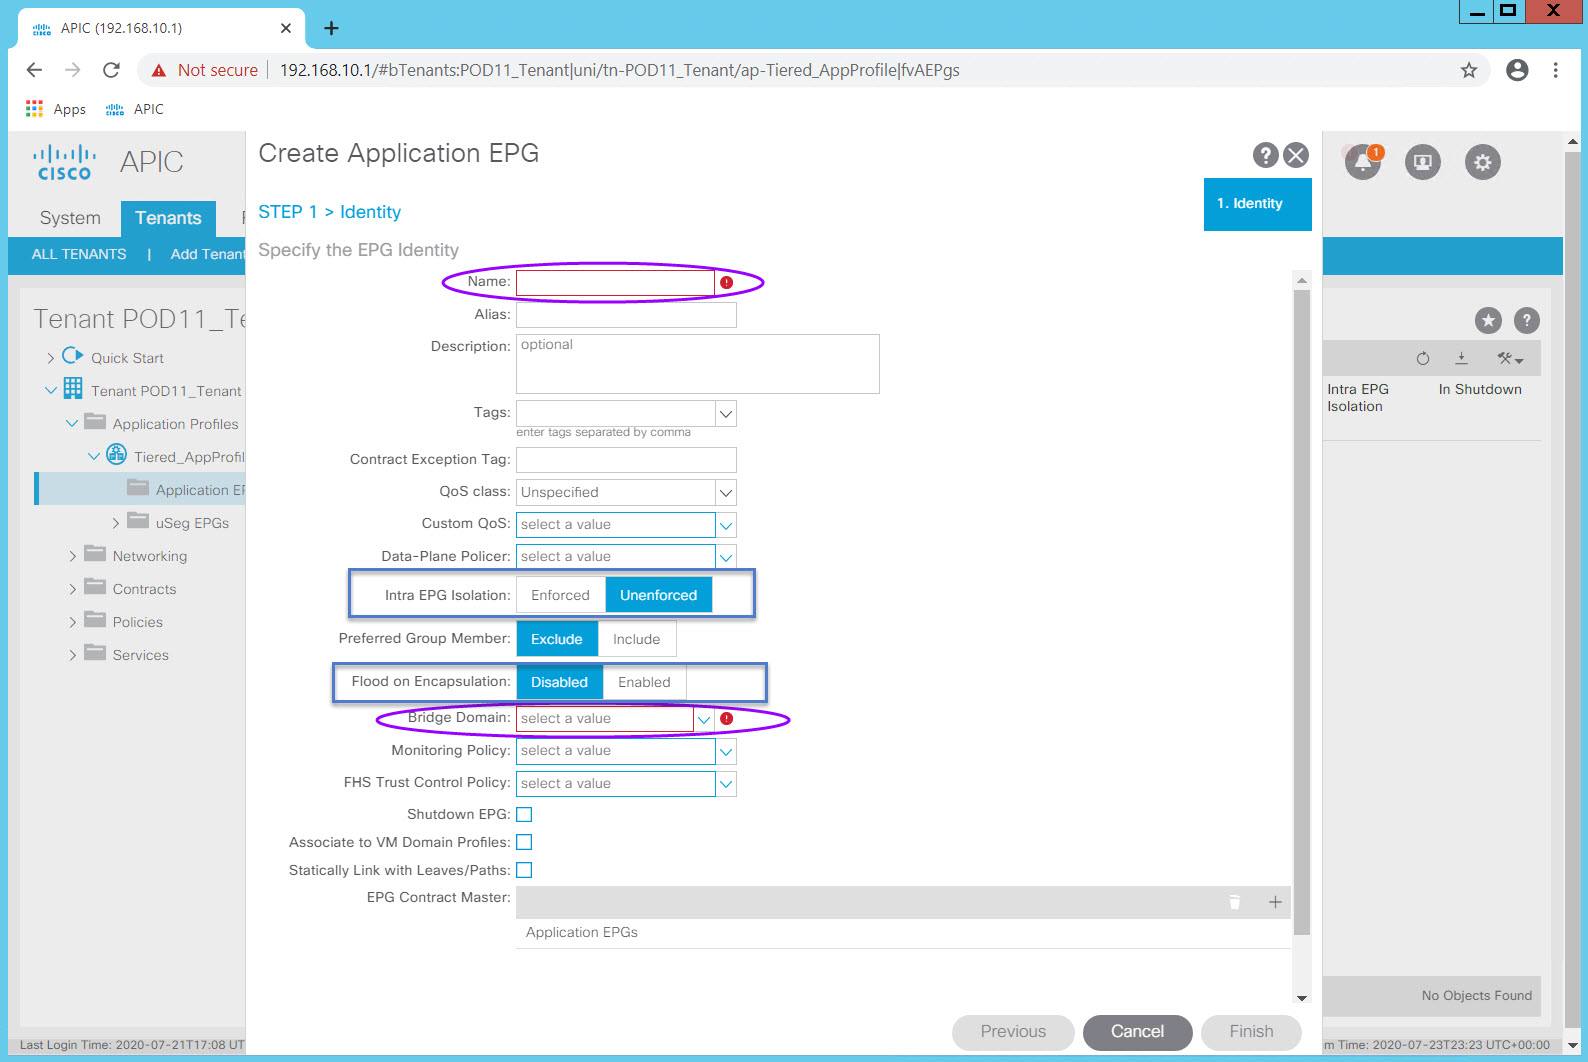 APIC (192.168.10.1)
Not secure
192.168.10.1/#bTenants:POD11_Tenant|uni/tn-POD11_Tenant/ap-Tiered_AppProfile|fvAEPgs
Apps
APIC
CISCO
APIC
System
Tenants
ALL TENANTS | Add Tenant
Create Application EPG
1
STEP 1 > Identity
1. Identity
Specify the EPG Identity
Name:
Alias:
Description: optional
Tags:
enter tags separated by comma
Contract Exception Tag:
QoS class: Unspecified
Custom QoS: select a value
Data-Plane Policer: select a value
Intra EPG Isolation: Enforced Unenforced
Preferred Group Member: Exclude Include
Flood on Encapsulation: Disabled Enabled
Bridge Domain: select a value
Monitoring Policy: select a value
FHS Trust Control Policy: select a value
Shutdown EPG:
Associate to VM Domain Profiles:
Statically Link with Leaves/Paths:
EPG Contract Master:
Application EPGs
Previous
Cancel
Finish
Tenant POD11_Te
Quick Start
Tenant POD11_Tenant
Application Profiles
Tiered_AppProfil
Application EP
uSeg EPGs
Networking
Contracts
Policies
Services
Intra EPG
Isolation
In Shutdown
No Objects Found
Last Login Time: 2020-07-21T17:08 UT
m Time: 2020-07-23T23:23 UTC+00:00